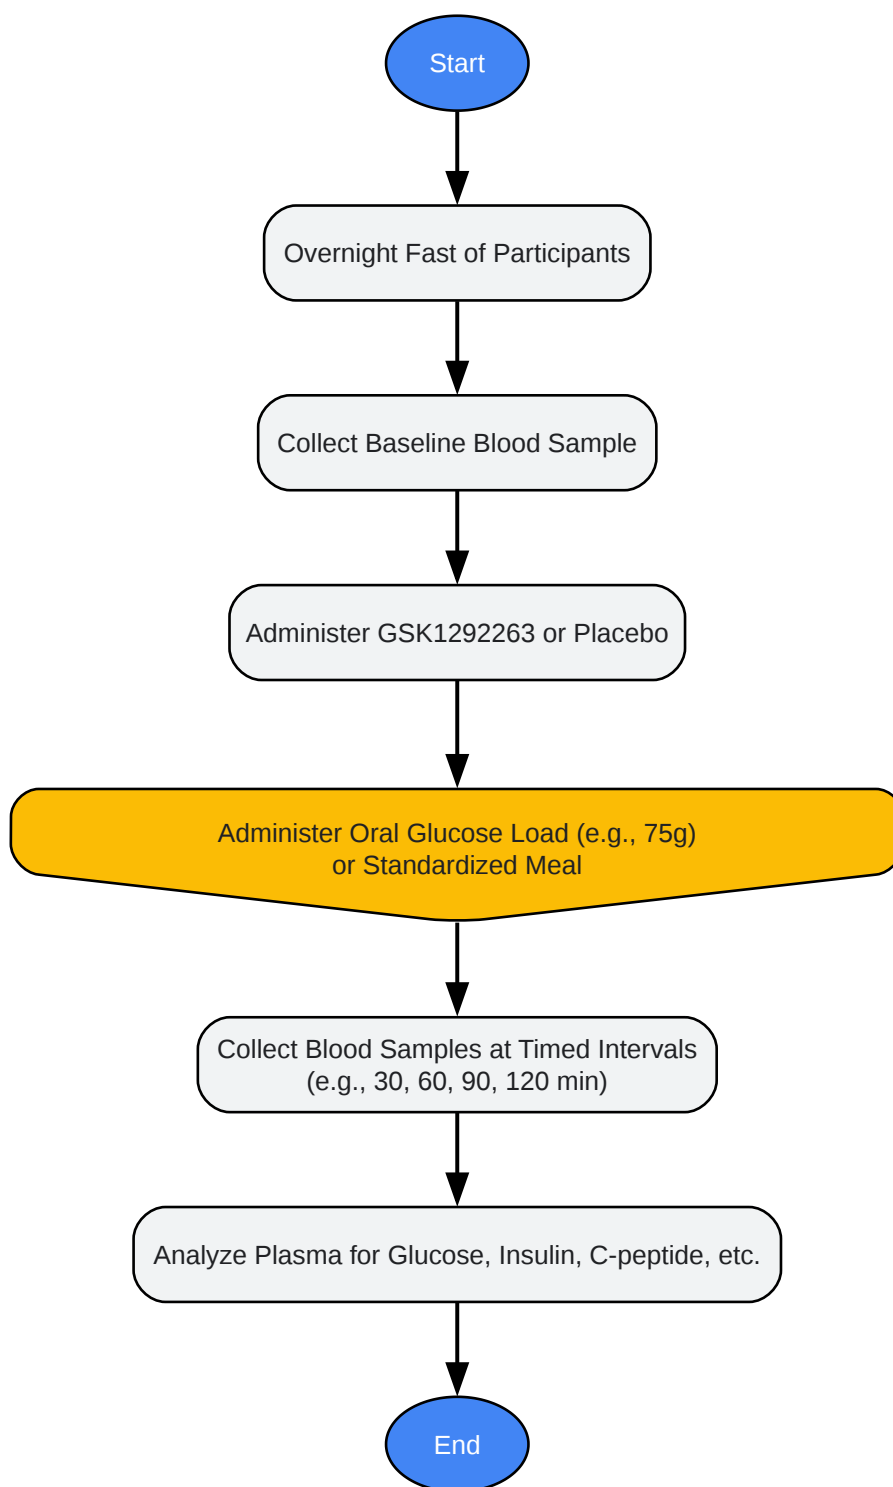 Start
Overnight Fast of Participants
Collect Baseline Blood Sample
Administer GSK1292263 or Placebo
Administer Oral Glucose Load (e.g., 75g)
or Standardized Meal
Collect Blood Samples at Timed Intervals
(e.g., 30, 60, 90, 120 min)
Analyze Plasma for Glucose, Insulin, C-peptide, etc.
End